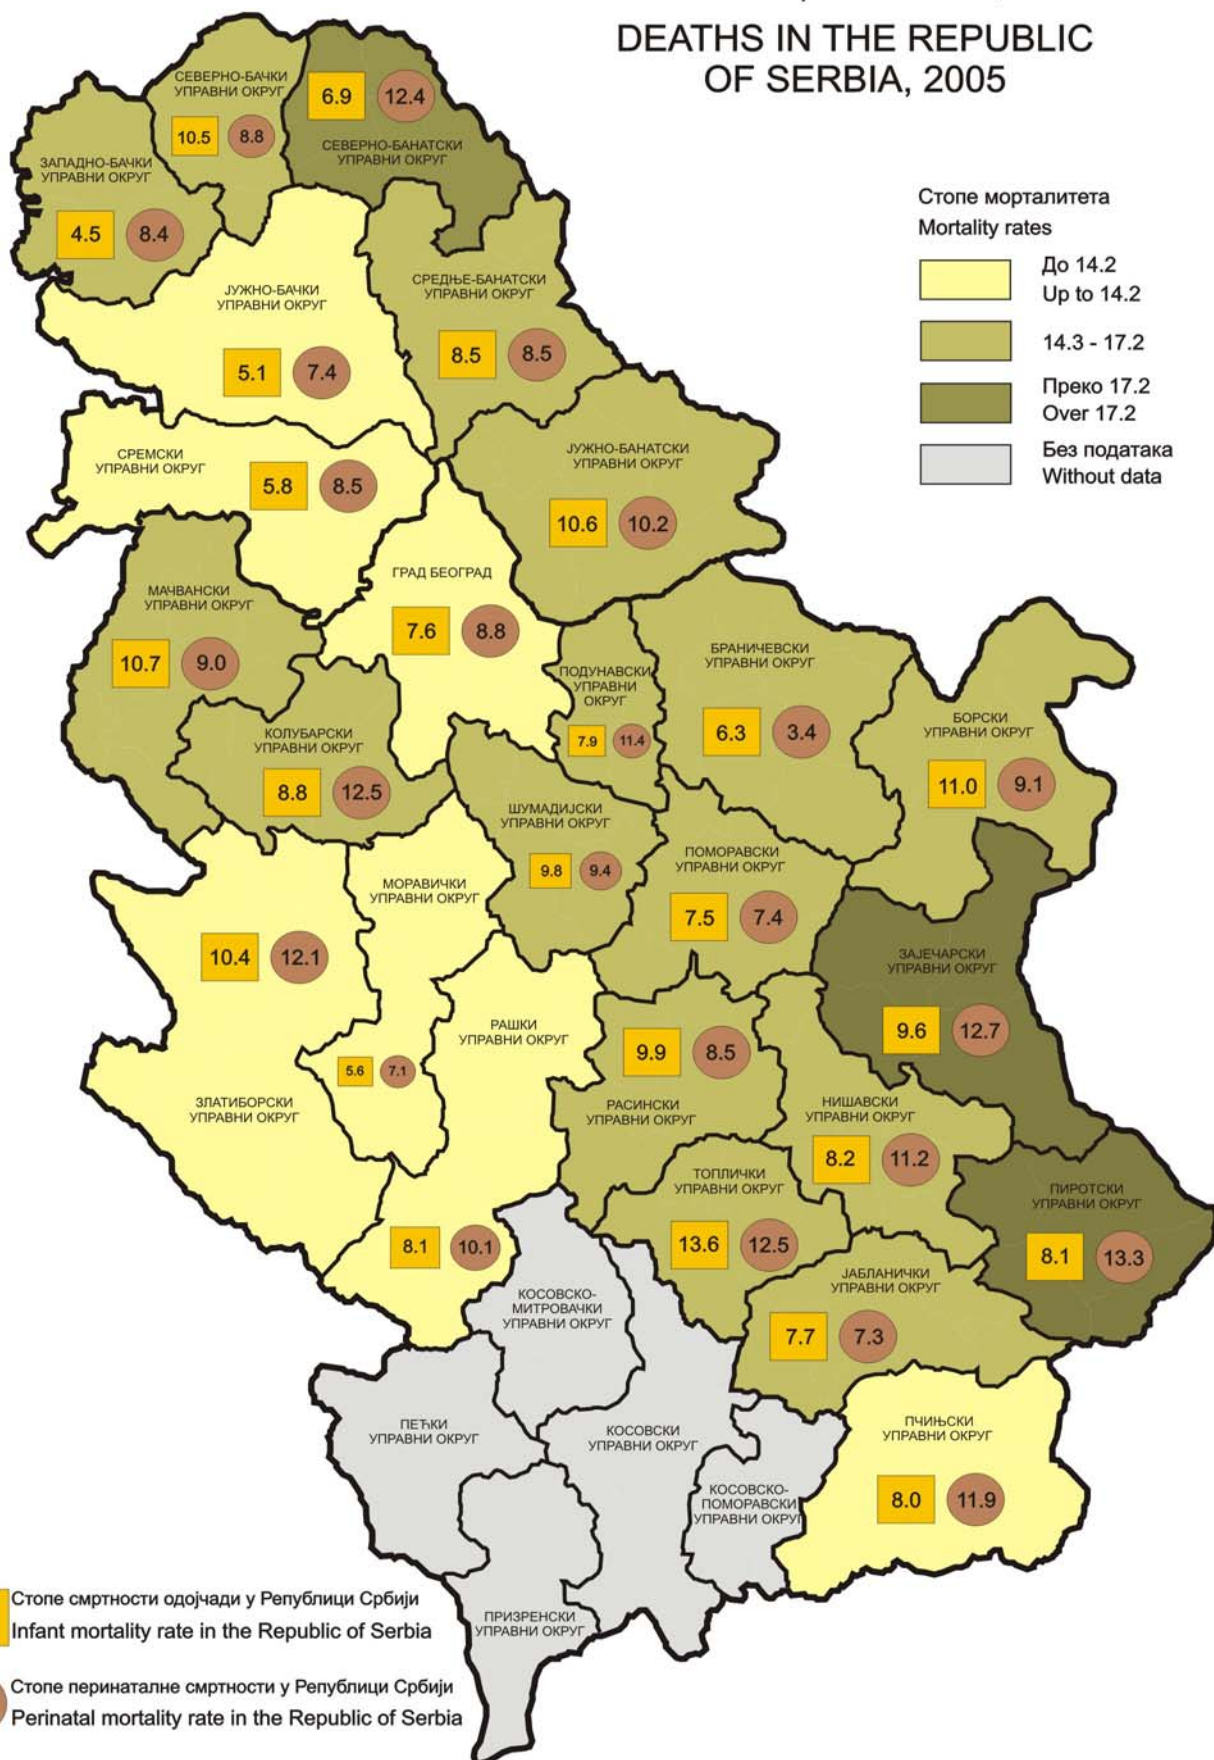 DEATHS IN THE REPUBLIC
OF SERBIA, 2005
Стопе морталитета
Mortality rates
До 14.2
Up to 14.2
14.3 - 17.2
Преко 17.2
Over 17.2
Без података
Without data
СЕВЕРНО-БАЧКИ
УПРАВНИ ОКРУГ
10.5 8.8
6.9 12.4
СЕВЕРНО-БАНАТСКИ
УПРАВНИ ОКРУГ
ЗАПАДНО-БАЧКИ
УПРАВНИ ОКРУГ
4.5 8.4
ЈУЖНО-БАЧКИ
УПРАВНИ ОКРУГ
5.1 7.4
СРЕДЊЕ-БАНАТСКИ
УПРАВНИ ОКРУГ
8.5 8.5
СРЕМСКИ
УПРАВНИ ОКРУГ
5.8 8.5
ЈУЖНО-БАНАТСКИ
УПРАВНИ ОКРУГ
10.6 10.2
ГРАД БЕОГРАД
7.6 8.8
МАЧВАНСКИ
УПРАВНИ ОКРУГ
10.7 9.0
ПОДУНАВСКИ
УПРАВНИ
ОКРУГ
7.9 11.4
БРАНИЧЕВСКИ
УПРАВНИ ОКРУГ
6.3 3.4
БОРСКИ
УПРАВНИ ОКРУГ
11.0 9.1
КОЛУБАРСКИ
УПРАВНИ ОКРУГ
8.8 12.5
ШУМАДИЈСКИ
УПРАВНИ ОКРУГ
9.8 9.4
ПОМОРАВСКИ
УПРАВНИ ОКРУГ
7.5 7.4
МОРАВИЧКИ
УПРАВНИ ОКРУГ
5.6 7.1
10.4 12.1
ЗЛАТИБОРСКИ
УПРАВНИ ОКРУГ
ЗАЈЕЧАРСКИ
УПРАВНИ ОКРУГ
9.6 12.7
РАШКИ
УПРАВНИ ОКРУГ
8.1 10.1
9.9 8.5
РАСИНСКИ
УПРАВНИ ОКРУГ
НИШАВСКИ
УПРАВНИ ОКРУГ
8.2 11.2
ТОПЛИЧКИ
УПРАВНИ ОКРУГ
13.6 12.5
ПИРОТСКИ
УПРАВНИ ОКРУГ
8.1 13.3
ЈАБЛАНИЧКИ
УПРАВНИ ОКРУГ
7.7 7.3
КОСОВСКО-
МИТРОВАЧКИ
УПРАВНИ ОКРУГ
ПЕЋКИ
УПРАВНИ ОКРУГ
КОСОВСКИ
УПРАВНИ ОКРУГ
ПЧИЊСКИ
УПРАВНИ ОКРУГ
8.0 11.9
КОСОВСКО-
ПОМОРАВСКИ
УПРАВНИ ОКРУГ
ПРИЗРЕНСКИ
УПРАВНИ ОКРУГ
Стопе смртности одојчади у Републици Србији
Infant mortality rate in the Republic of Serbia
Стопе перинаталне смртности у Републици Србији
Perinatal mortality rate in the Republic of Serbia